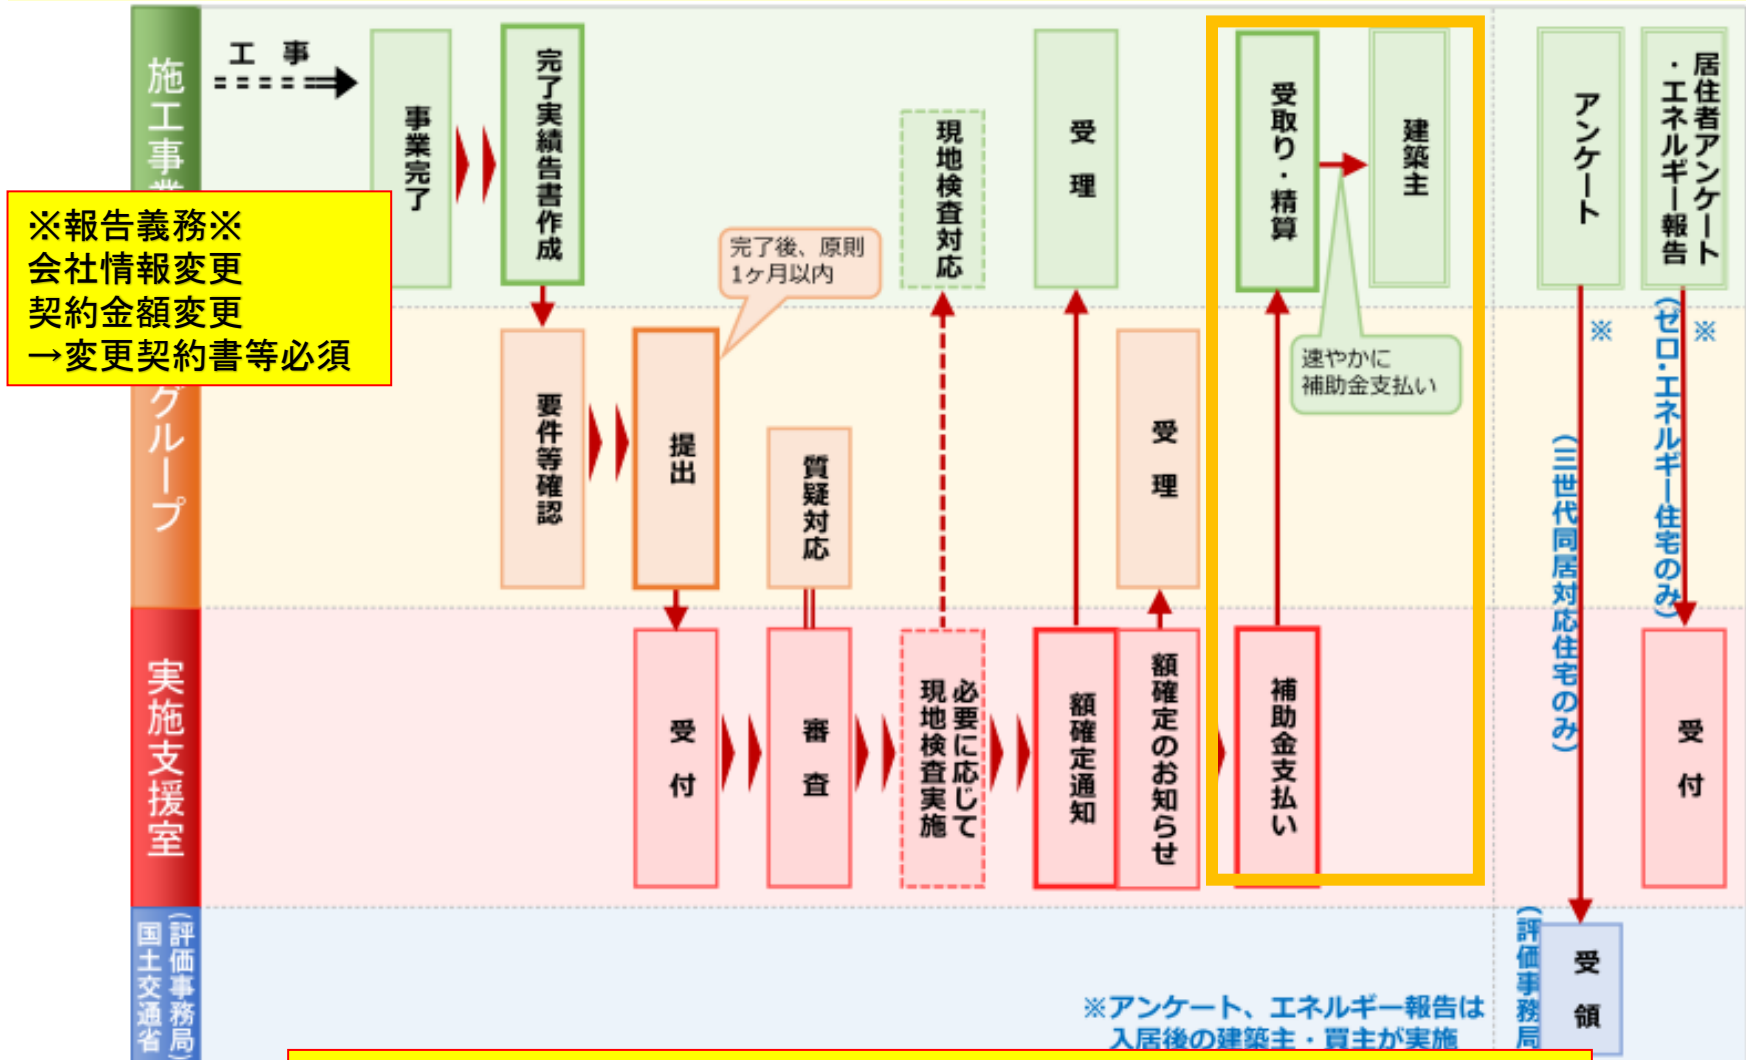 施工事業
グループ
実施支援室
国土交通省
(評価事務局)
工 事
事業完了
完了実績告書作成
現地検査対応
受 理
受取り・精算
建築主
アンケート
居住者アンケート
・エネルギー報告
※報告義務※
会社情報変更
契約金額変更
→変更契約書等必須
完了後、原則
1ヶ月以内
速やかに
補助金支払い
要件等確認
提出
質疑対応
受 理
※
(三世代同居対応住宅のみ)
※
(ゼロ・エネルギー住宅のみ)
受 付
審 査
必要に応じて
現地検査実施
額確定通知
額確定のお知らせ
補助金支払い
受 付
(評価事務局
受 領
※アンケート、エネルギー報告は
入居後の建築主・買主が実施